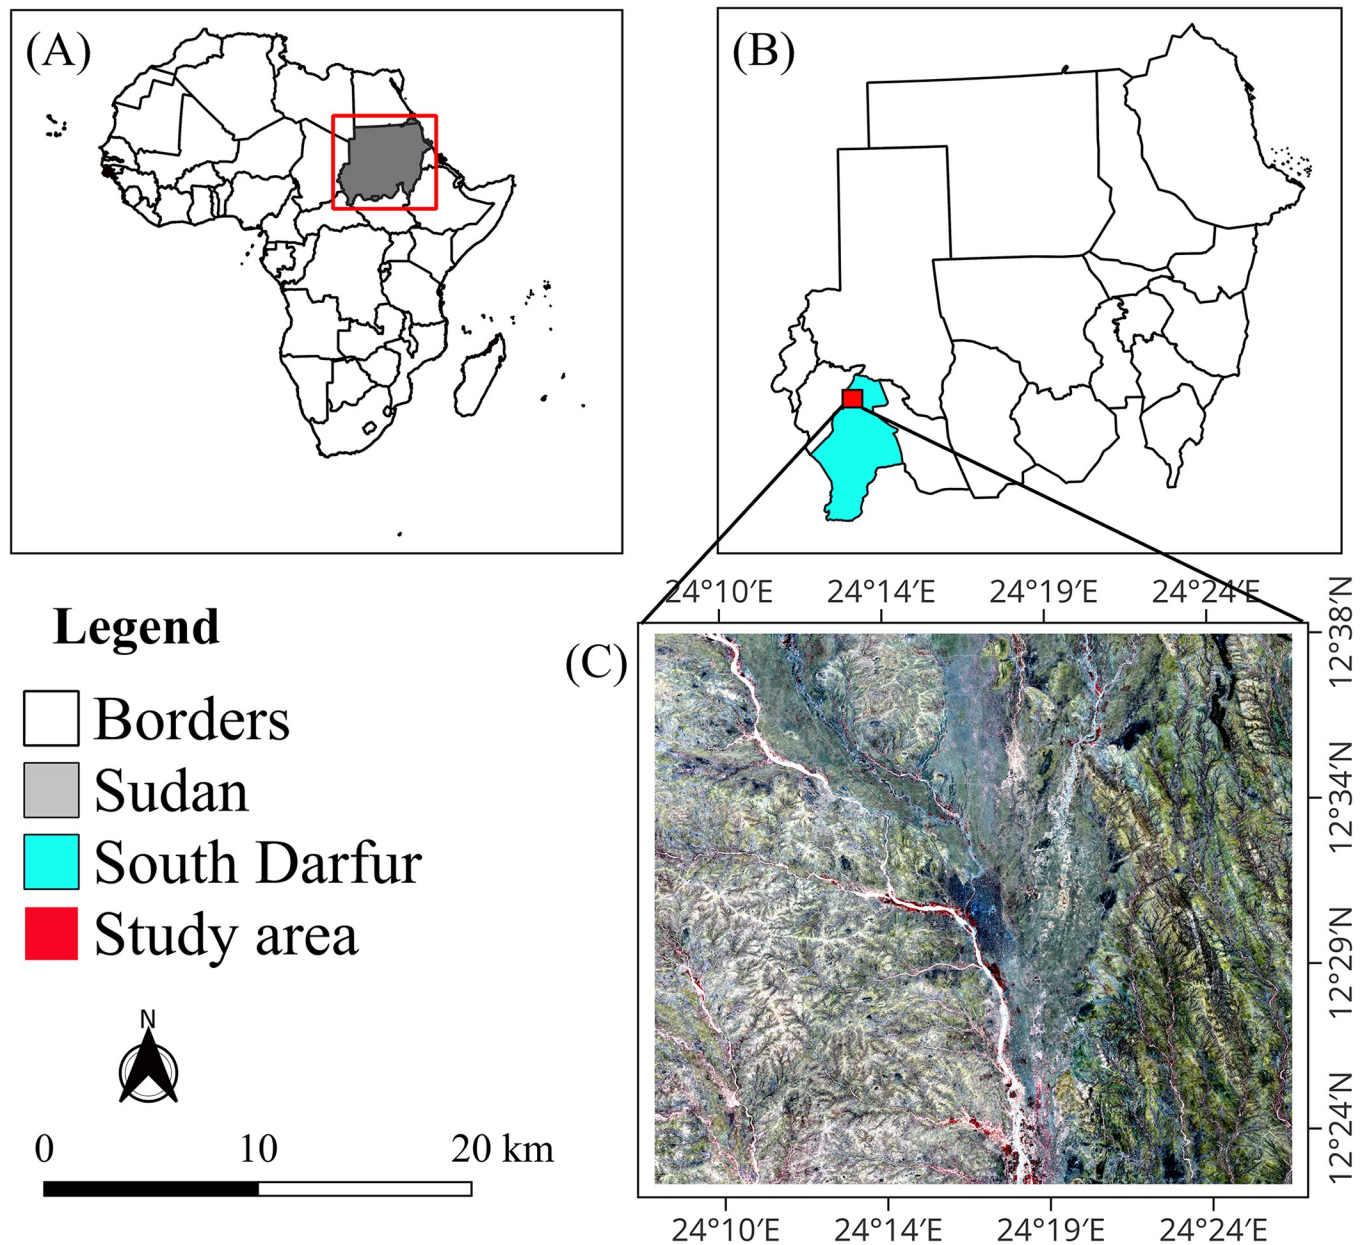 (A)
(B)
24°10′E 24°14′E 24°19′E 24°24′E
(C)
12°38′N
12°34′N
12°29′N
12°24′N
24°10′E 24°14′E 24°19′E 24°24′E
Legend
Borders
Sudan
South Darfur
Study area
N
0 10 20 km